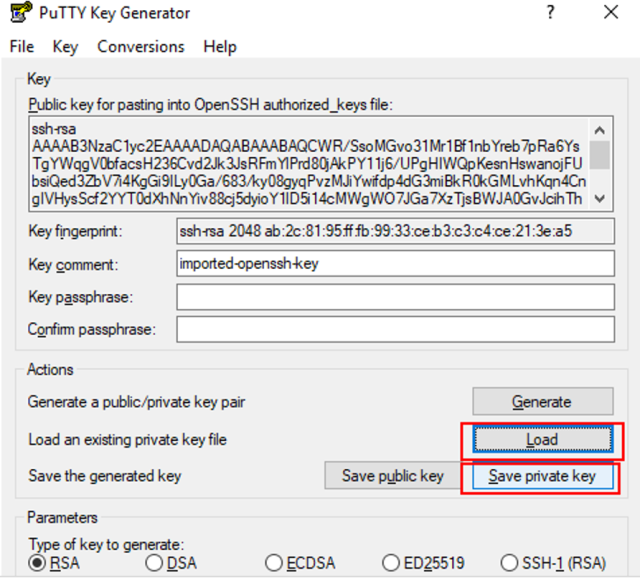 PuTTY Key Generator
? ×
File Key Conversions Help
Key
Public key for pasting into OpenSSH authorized_keys file:
ssh-rsa
AAAAB3NzaC1yc2EAAAADAQABAAABAQCWR/SsoMGvo31Mr1Bf1nbYreb7pRa6Ys
TgYWqgV0bfacsH236Cvd2Jk3JsRFmYlPrd80jAkPY11j6/UPgHIWQpKesnHswanojFU
bsiQed3ZbV7i4KgGi9ILy0Ga/683/ky08gyqPvzMJiYwifdp4dG3miBkR0kGMLvhKqn4Cn
gIVHysScf2YYT0dXhNnYiv88cj5dyioY1ID5i14cMWgWO7JGa7XzTjsBWJA0GvJcihTh
Key fingerprint: ssh-rsa 2048 ab:2c:81:95:ff:fb:99:33:ce:b3:c3:c4:ce:21:3e:a5
Key comment: imported-openssh-key
Key passphrase:
Confirm passphrase:
Actions
Generate a public/private key pair Generate
Load an existing private key file Load
Save the generated key Save public key Save private key
Parameters
Type of key to generate:
RSA DSA ECDSA ED25519 SSH-1 (RSA)